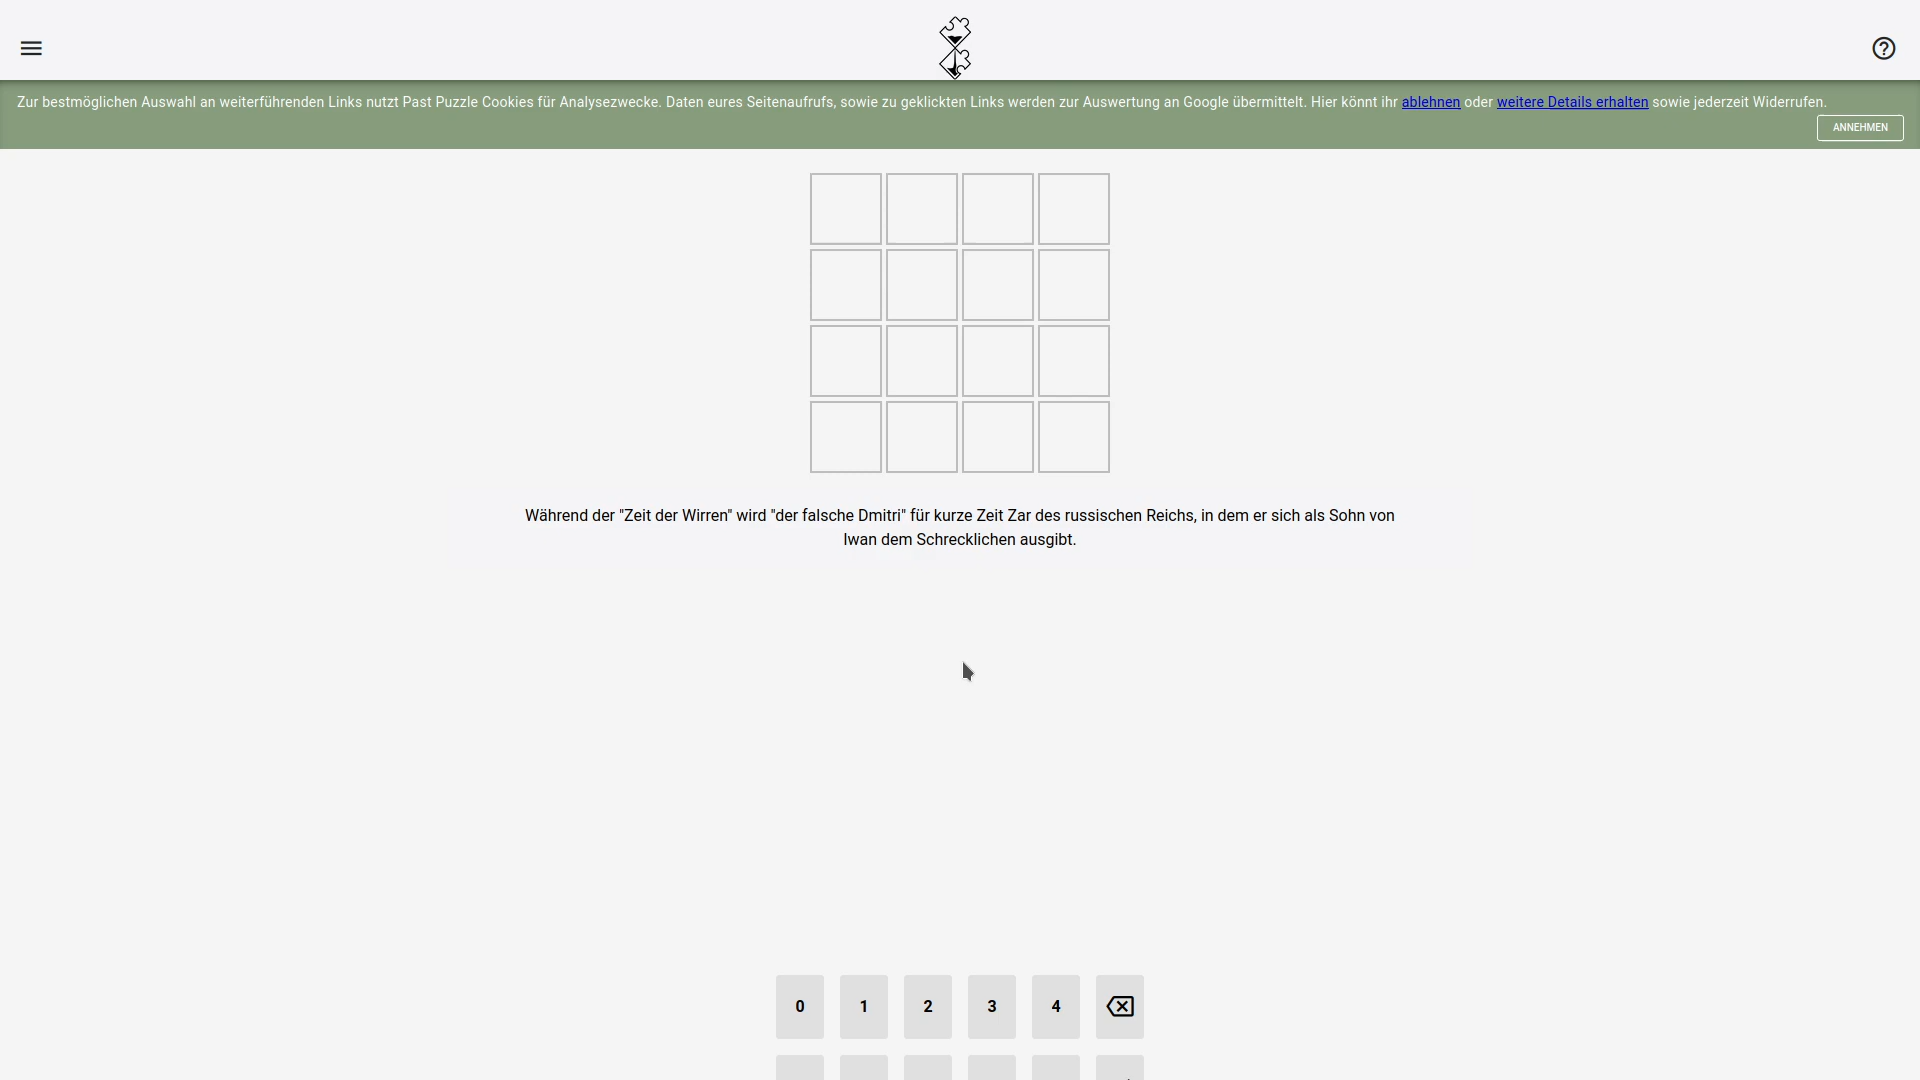 Zur bestmöglichen Auswahl an weiterführenden Links nutzt Past Puzzle Cookies für Analysezwecke. Daten eures Seitenaufrufs, sowie zu geklickten Links werden zur Auswertung an Google übermittelt. Hier könnt ihr ablehnen oder weitere Details erhalten sowie jederzeit Widerrufen.
ANNEHMEN
Während der "Zeit der Wirren" wird "der falsche Dmitri" für kurze Zeit Zar des russischen Reichs, in dem er sich als Sohn von
Iwan dem Schrecklichen ausgibt.
0 1 2 3 4